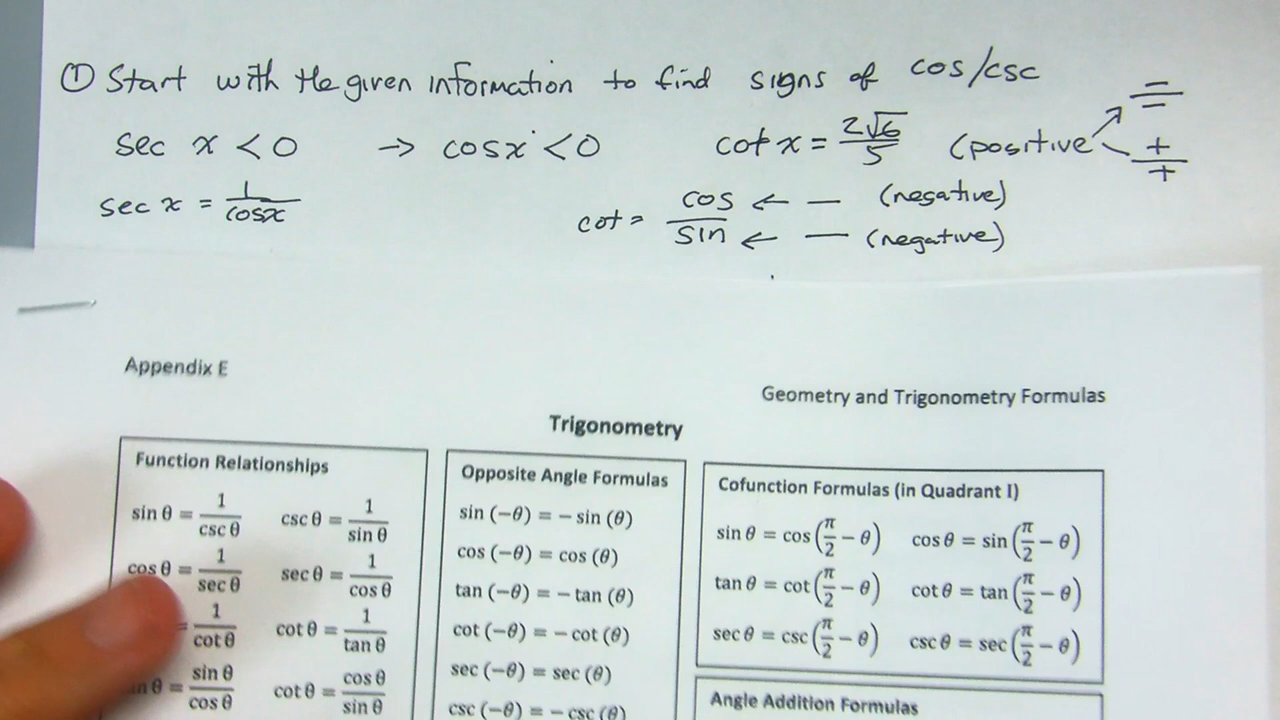 ① Start with the given information to find signs of cos/csc
sec x < 0 → cosx < 0 cot x = 2√6/5 (positive =/= +/+
sec x = 1/cosx
cot = cos/sin ← — (negative) ← — (negative)
Appendix E
Geometry and Trigonometry Formulas
Trigonometry
Function Relationships
sin θ = 1/csc θ csc θ = 1/sin θ
cos θ = 1/sec θ sec θ = 1/cos θ
= 1/cot θ cot θ = 1/tan θ
θ = sin θ/cos θ cot θ = cos θ/sin θ
Opposite Angle Formulas
sin (−θ) = − sin (θ)
cos (−θ) = cos (θ)
tan (−θ) = − tan (θ)
cot (−θ) = − cot (θ)
sec (−θ) = sec (θ)
csc (−θ) = − csc (θ)
Cofunction Formulas (in Quadrant I)
sin θ = cos(π/2 − θ) cos θ = sin(π/2 − θ)
tan θ = cot(π/2 − θ) cot θ = tan(π/2 − θ)
sec θ = csc(π/2 − θ) csc θ = sec(π/2 − θ)
Angle Addition Formulas